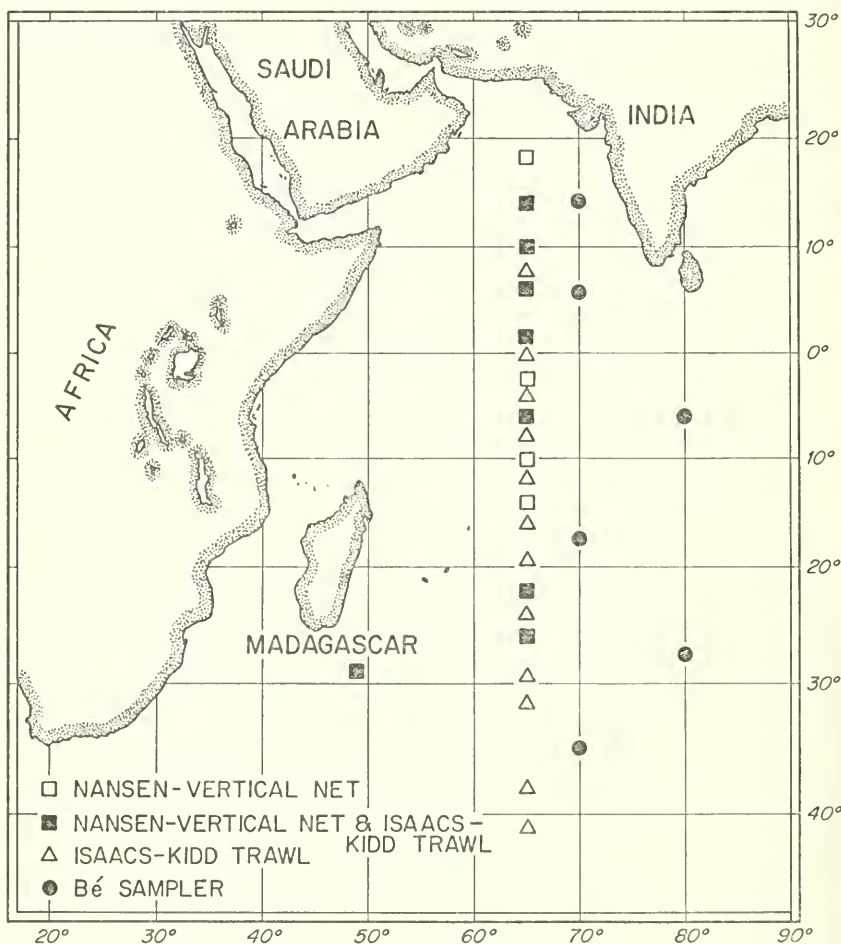 30°
SAUDI
ARABIA
INDIA
20°
10°
AFRICA
0°
10°
20°
MADAGASCAR
30°
NANSEN-VERTICAL NET
NANSEN-VERTICAL NET & ISAACS-
KIDD TRAWL
ISAACS-KIDD TRAWL
Bé SAMPLER
40°
20° 30° 40° 50° 60° 70° 80° 90°